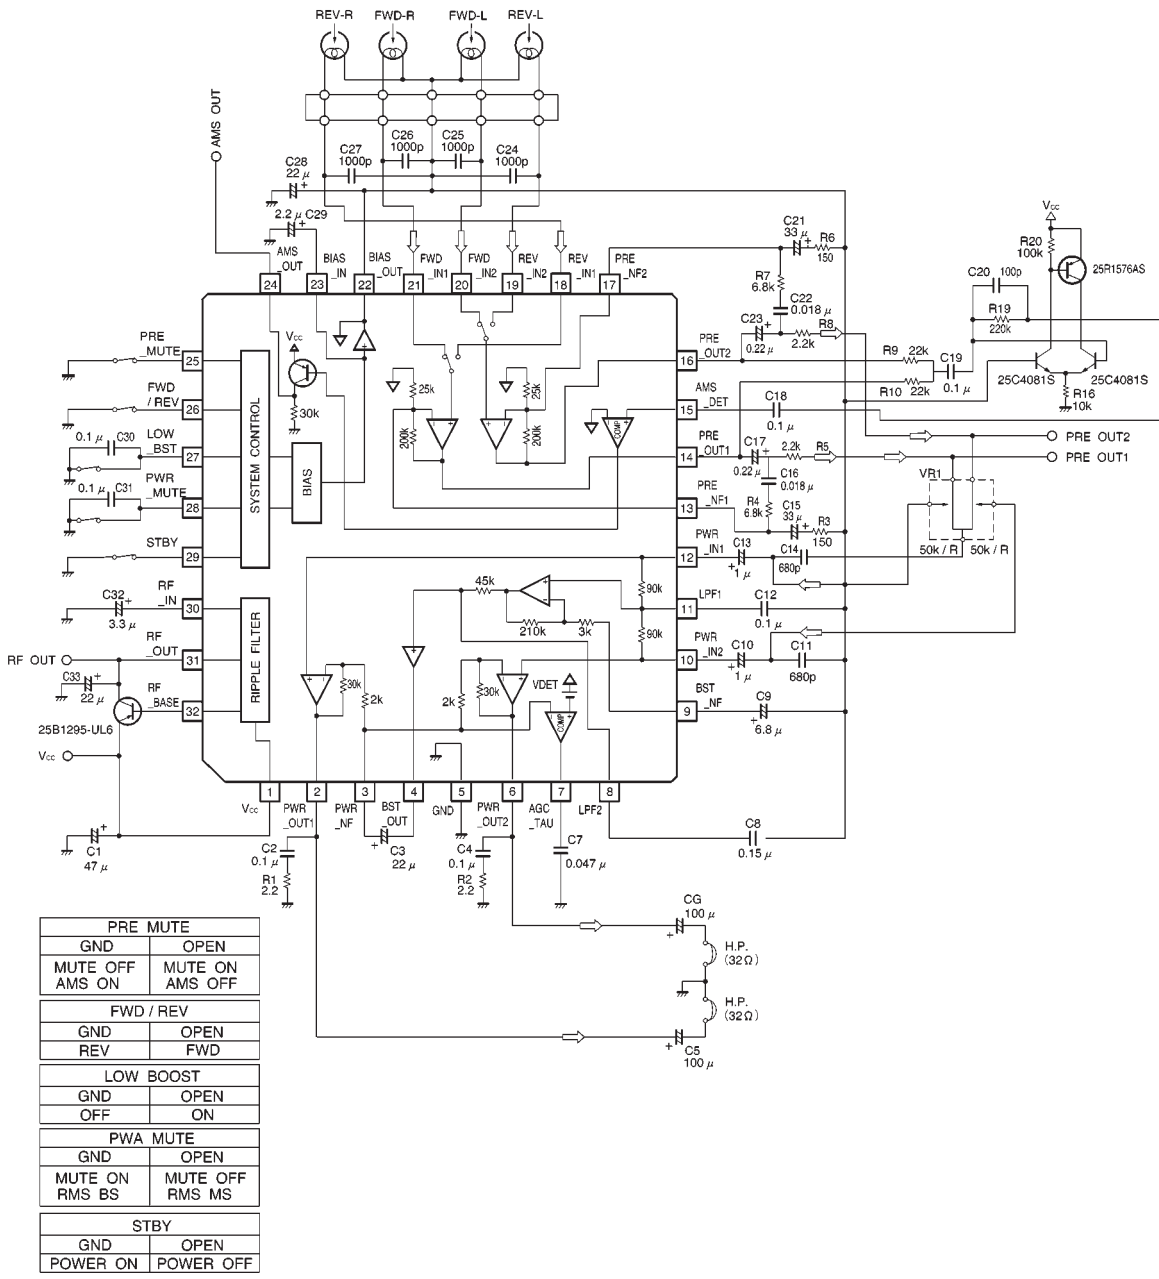 REV-R FWD-R FWD-L REV-L
AMS OUT
C26
1000p
C25
1000p
C27
1000p
C24
1000p
C28
22 µ
2.2 µ C29
C21
33 µ
R6
150
R7
6.8k
C22
0.018 µ
C23
0.22 µ
R8
2.2k
Vcc
R20
100k
25R1576AS
C20 100p
R19
220k
AMS
_OUT
BIAS
_IN
BIAS
_OUT
FWD
_IN1
FWD
_IN2
REV
_IN2
REV
_IN1
PRE
_NF2
24 23 22 21 20 19 18 17
PRE
_MUTE
25
FWD
/ REV
26
0.1 µ C30
LOW
_BST
27
0.1 µ C31
PWR
_MUTE
28
STBY
29
C32
3.3 µ
RF
_IN
30
RF OUT
RF
_OUT
31
C33
22 µ
RF
_BASE
32
25B1295-UL6
Vcc
C1
47 µ
SYSTEM CONTROL
BIAS
RIPPLE FILTER
Vcc
30k
25k
200k
25k
200k
COMP
PRE
_OUT2
16
AMS
_DET
15
PRE
_OUT1
14
PRE
_NF1
13
PWR
_IN1
12
LPF1
11
PWR
_IN2
10
BST
_NF
9
R9 22k
R10 22k
C19
0.1 µ
25C4081S
25C4081S
R16
10k
C18
0.1 µ
C17
0.22 µ
2.2k
R5
C16
0.018 µ
R4
6.8k
C15
33 µ
R3
150
PRE OUT2
PRE OUT1
VR1
50k / R 50k / R
C13
1 µ
C14
680p
C12
0.1 µ
C10
1 µ
C11
680p
C9
6.8 µ
45k
210k
3k
90k
90k
30k
2k
2k
30k
VDET
COMP
1 2 3 4 5 6 7 8
Vcc
PWR
_OUT1
PWR
_NF
BST
_OUT
GND
PWR
_OUT2
AGC
_TAU
LPF2
C2
0.1 µ
R1
2.2
C3
22 µ
C4
0.1 µ
R2
2.2
C7
0.047 µ
C8
0.15 µ
CG
100 µ
H.P.
(32Ω)
H.P.
(32Ω)
C5
100 µ
PRE MUTE
GND OPEN
MUTE OFF MUTE ON
AMS ON AMS OFF
FWD / REV
GND OPEN
REV FWD
LOW BOOST
GND OPEN
OFF ON
PWA MUTE
GND OPEN
MUTE ON MUTE OFF
RMS BS RMS MS
STBY
GND OPEN
POWER ON POWER OFF